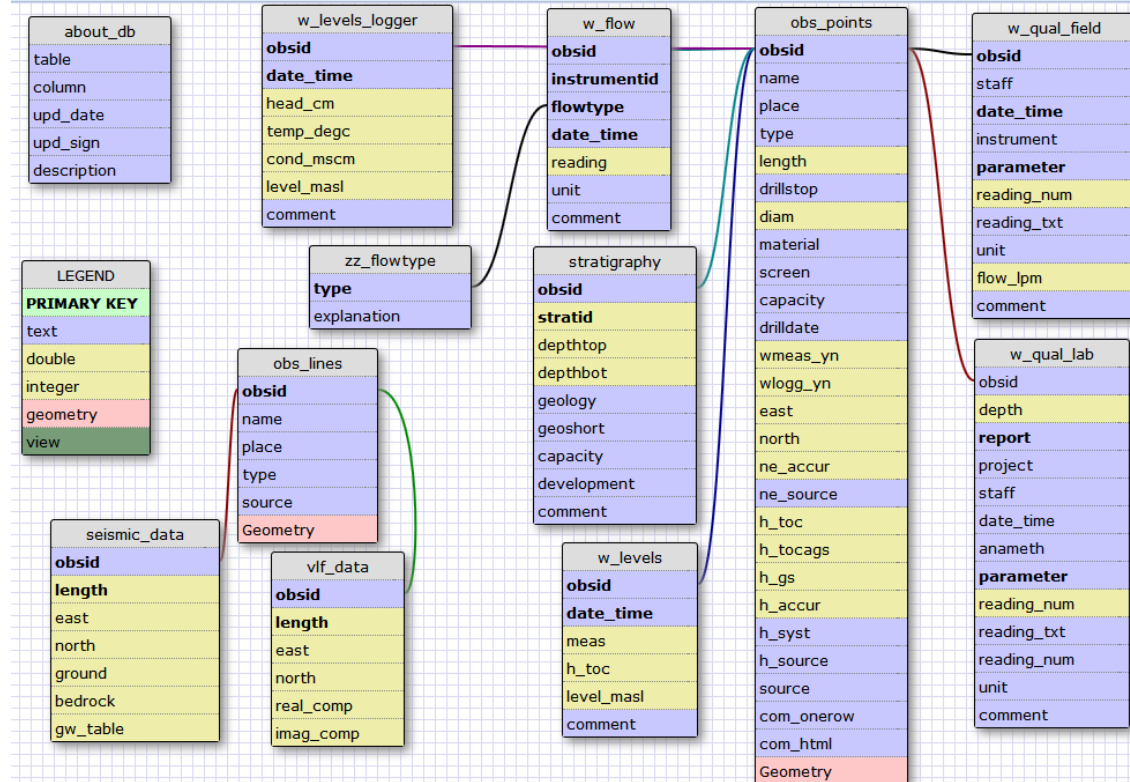 about_db
table
column
upd_date
upd_sign
description
w_levels_logger
obsid
date_time
head_cm
temp_degc
cond_mscm
level_masl
comment
w_flow
obsid
instrumentid
flowtype
date_time
reading
unit
comment
obs_points
obsid
name
place
type
length
drillstop
diam
material
screen
capacity
drilldate
wmeas_yn
wlogg_yn
east
north
ne_accur
ne_source
h_toc
h_tocags
h_gs
h_accur
h_syst
h_source
source
com_onerow
com_html
Geometry
w_qual_field
obsid
staff
date_time
instrument
parameter
reading_num
reading_txt
unit
flow_lpm
comment
LEGEND
PRIMARY KEY
text
double
integer
geometry
view
zz_flowtype
type
explanation
stratigraphy
obsid
stratid
depthtop
depthbot
geology
geoshort
capacity
development
comment
obs_lines
obsid
name
place
type
source
Geometry
w_qual_lab
obsid
depth
report
project
staff
date_time
anameth
parameter
reading_num
reading_txt
reading_num
unit
comment
seismic_data
obsid
length
east
north
ground
bedrock
gw_table
vlf_data
obsid
length
east
north
real_comp
imag_comp
w_levels
obsid
date_time
meas
h_toc
level_masl
comment